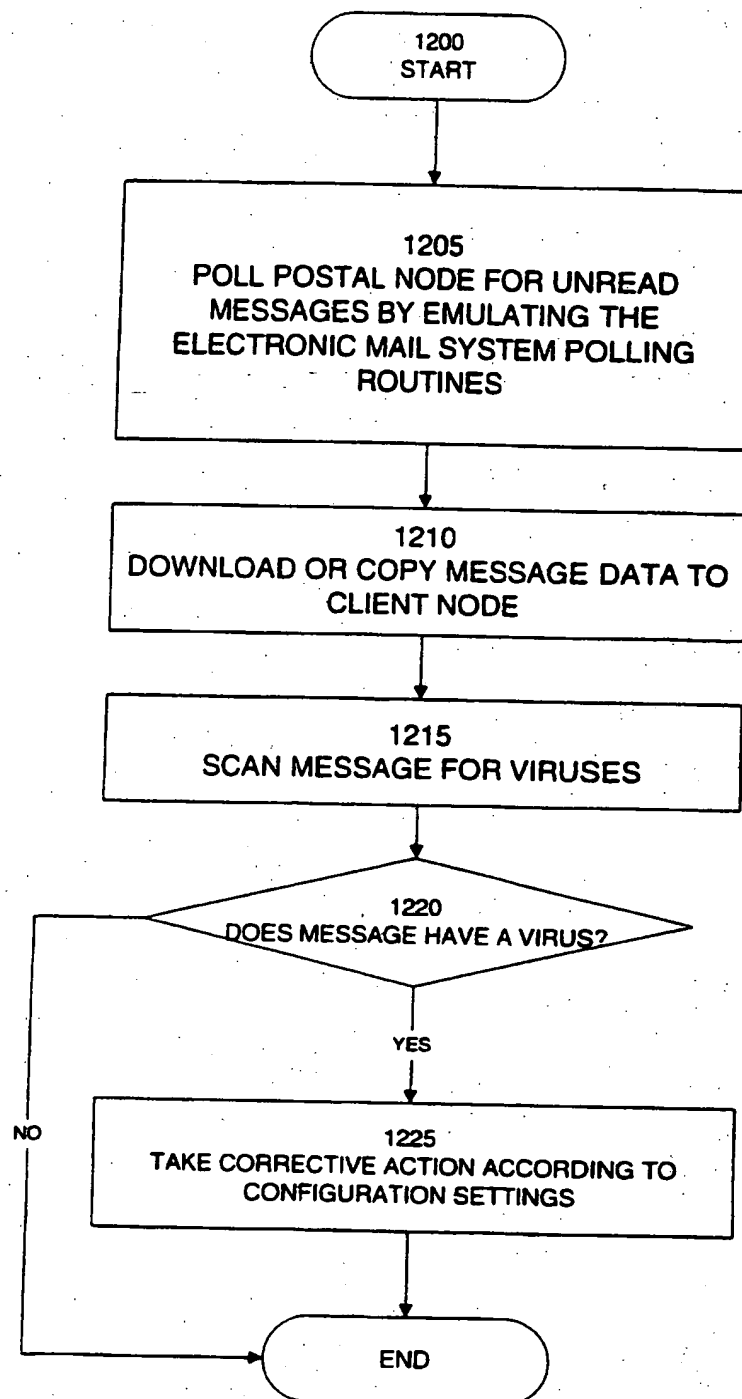 1200
START
1205
POLL POSTAL NODE FOR UNREAD
MESSAGES BY EMULATING THE
ELECTRONIC MAIL SYSTEM POLLING
ROUTINES
1210
DOWNLOAD OR COPY MESSAGE DATA TO
CLIENT NODE
1215
SCAN MESSAGE FOR VIRUSES
1220
DOES MESSAGE HAVE A VIRUS?
YES
NO
1225
TAKE CORRECTIVE ACTION ACCORDING TO
CONFIGURATION SETTINGS
END